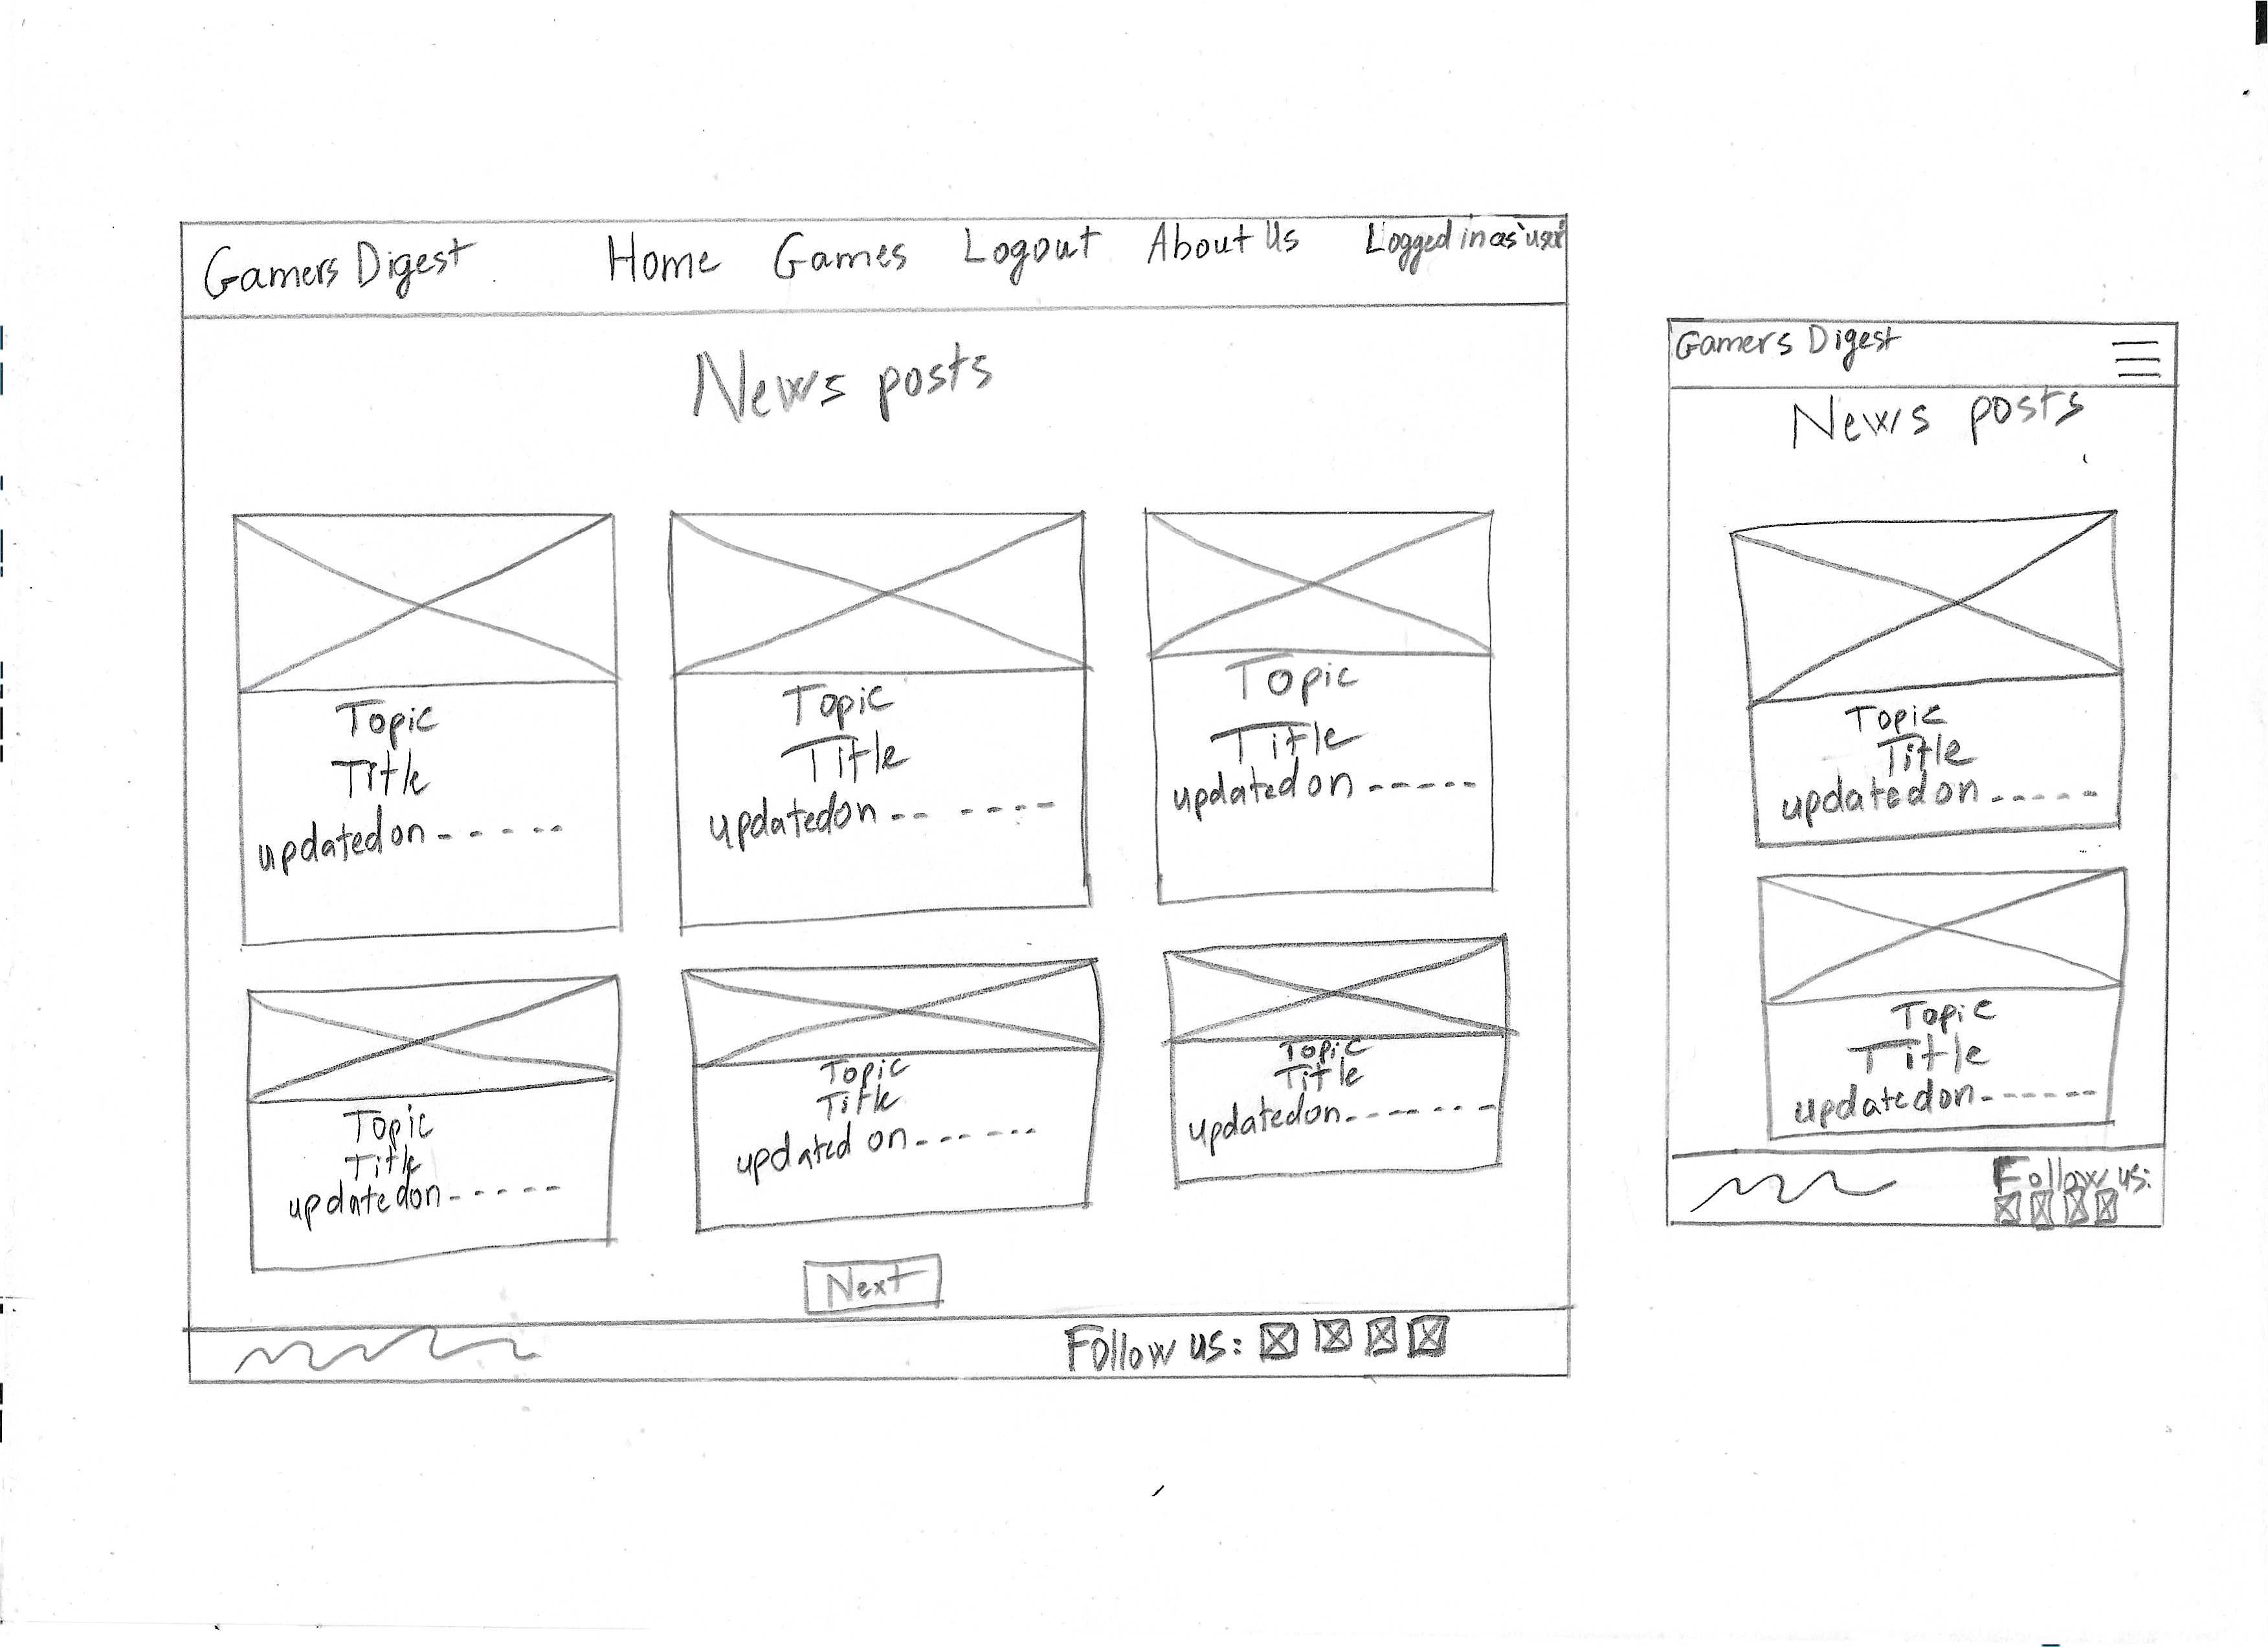 Gamers Digest Home Games Logout About Us Logged in as 'user'
News posts
Topic
Title
updated on - - - - -
Topic
Title
updated on - - - - - -
Topic
Title
updated on - - - - -
Topic
Title
updated on - - - - -
Topic
Title
updated on - - - - - -
Topic
Title
updated on - - - - - - -
Next
Follow us:
Gamers Digest
News posts
Topic
Title
updated on - - - - -
Topic
Title
updated on - - - - - -
Follow us: